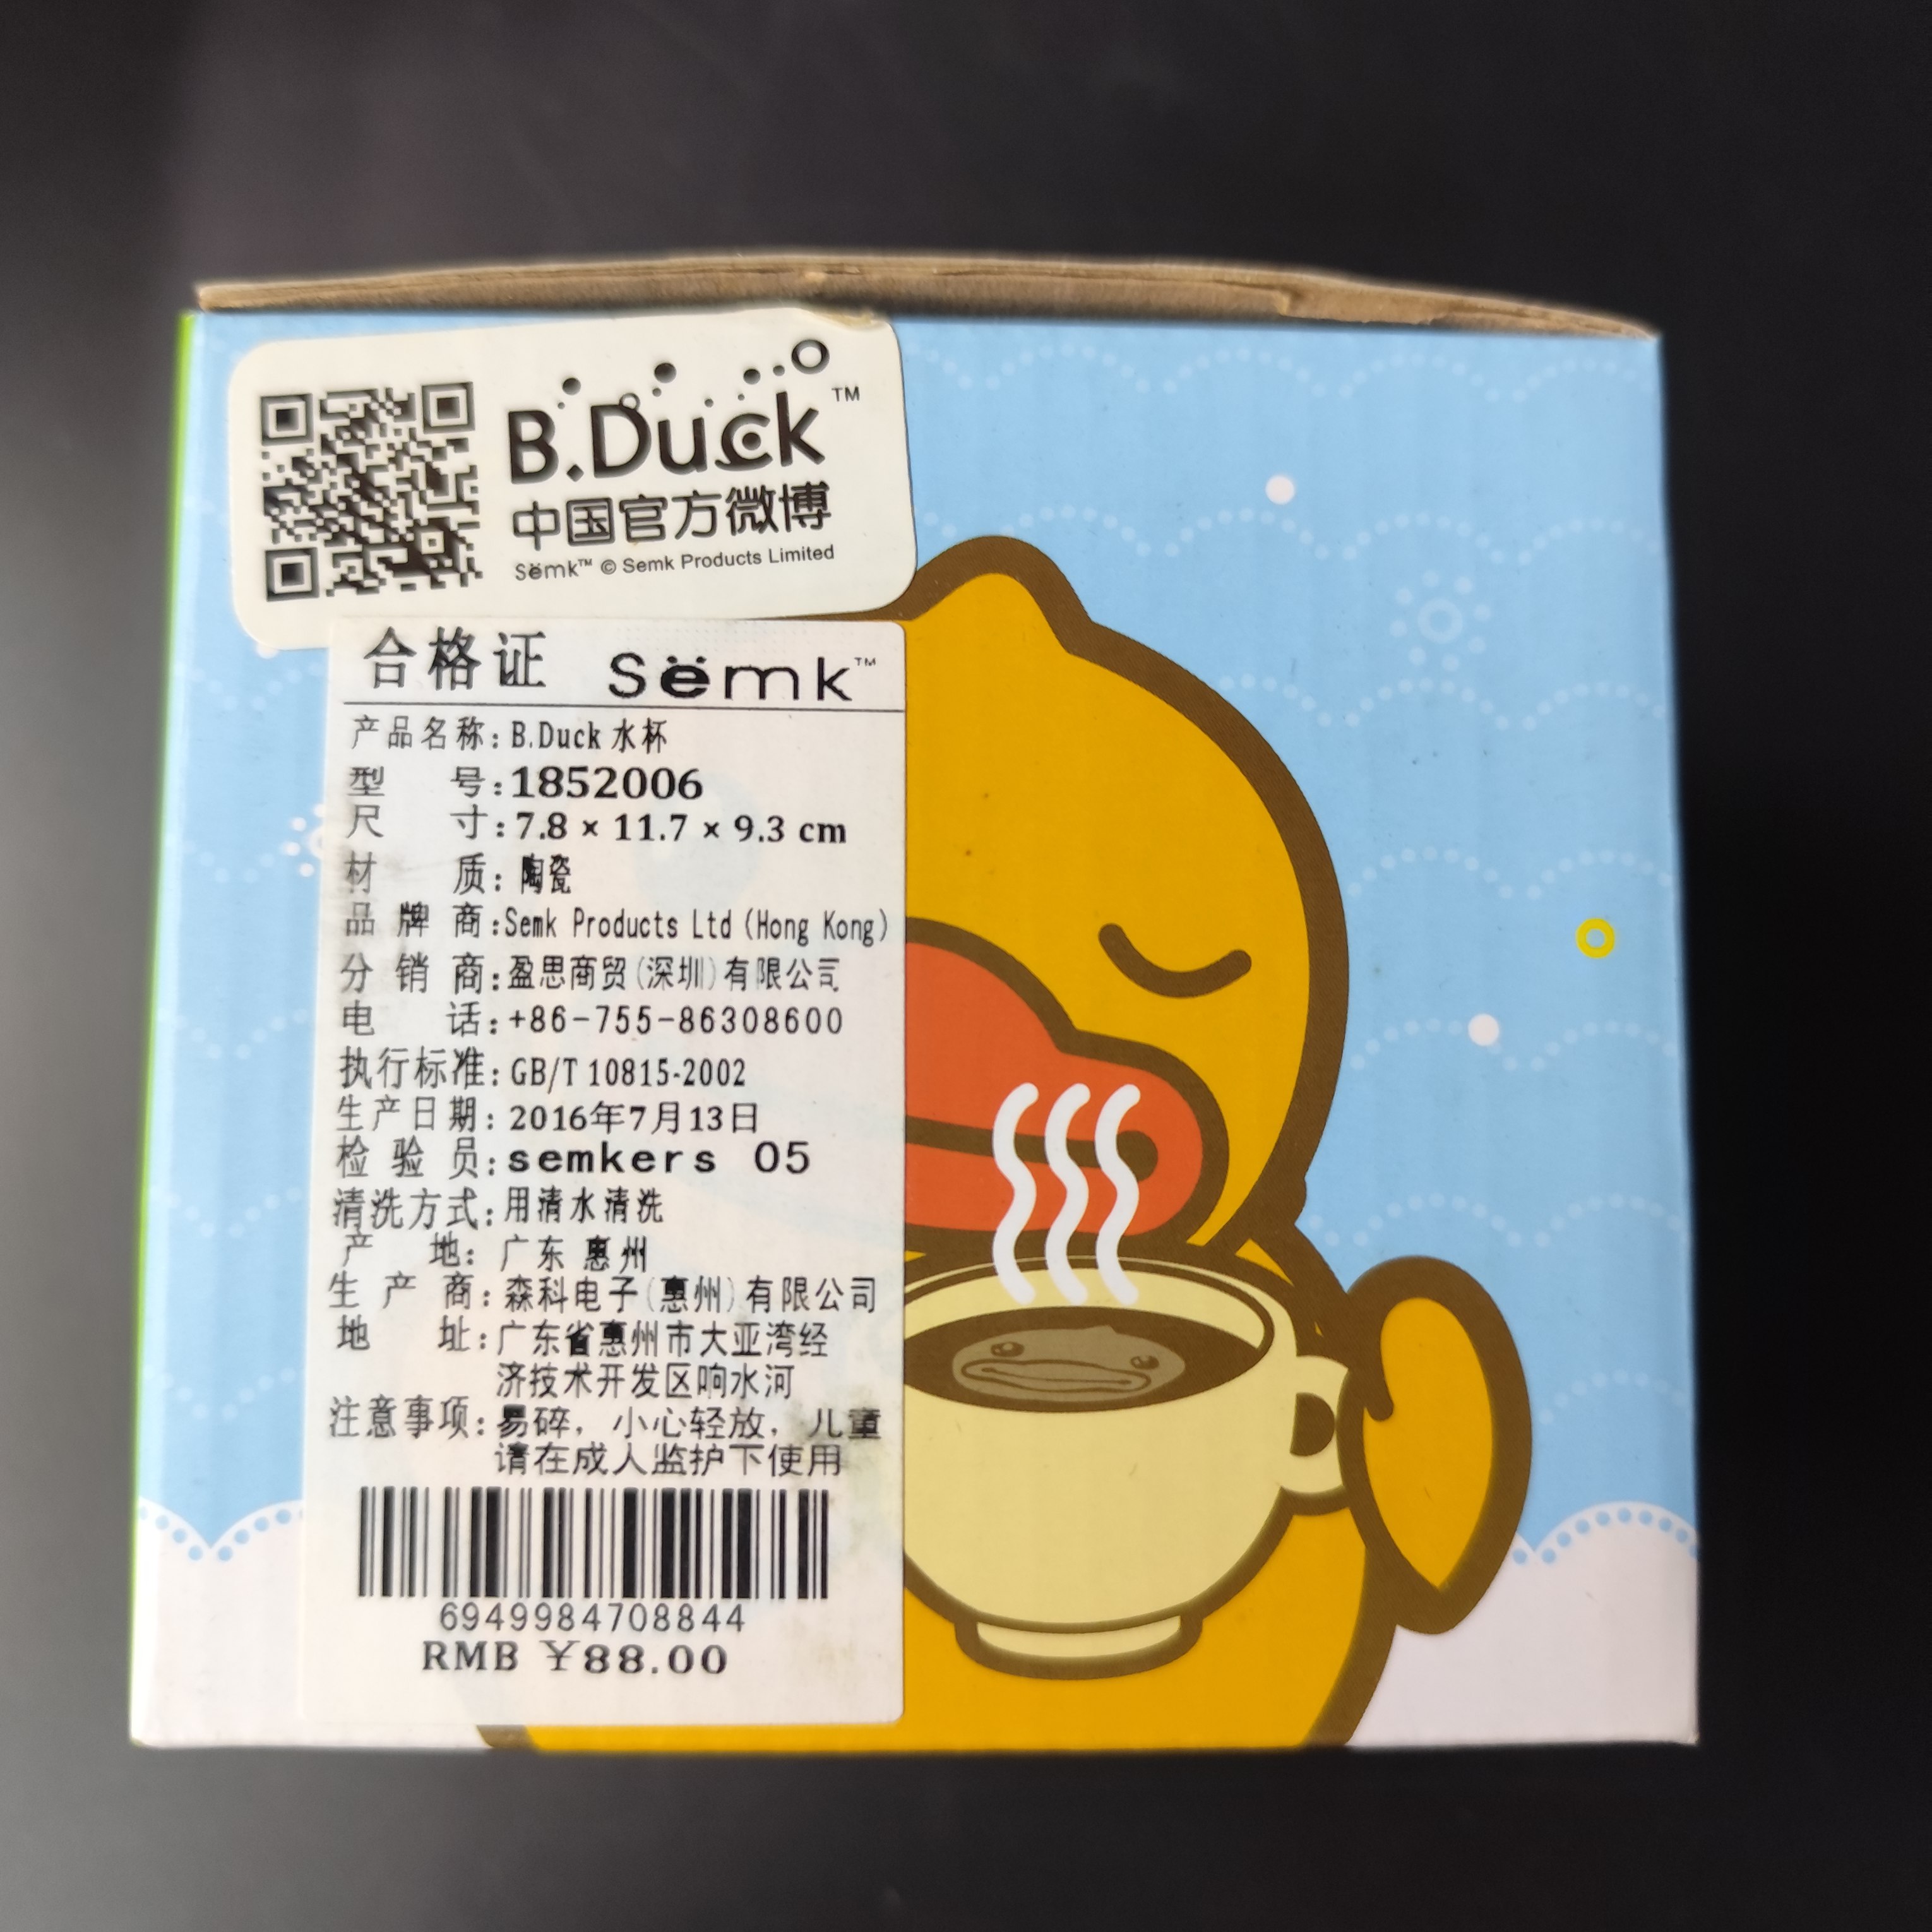 B.Duck™
中国官方微博
Sëmk™ © Semk Products Limited
合格证 Sëmk™
产品名称：B.Duck 水杯
型号：1852006
尺寸：7.8 × 11.7 × 9.3 cm
材质：陶瓷
品牌商：Semk Products Ltd (Hong Kong)
分销商：盈思商贸(深圳)有限公司
电话：+86-755-86308600
执行标准：GB/T 10815-2002
生产日期：2016年7月13日
检验员：semkers 05
清洗方式：用清水清洗
产地：广东 惠州
生产商：森科电子(惠州)有限公司
地址：广东省惠州市大亚湾经
济技术开发区响水河
注意事项：易碎，小心轻放，儿童
请在成人监护下使用
6949984708844
RMB ￥88.00